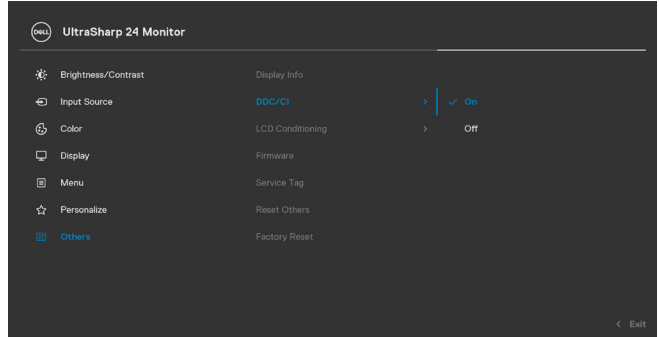 DELL UltraSharp 24 Monitor
Brightness/Contrast Display Info
Input Source DDC/CI > ✓ On
Color LCD Conditioning > Off
Display Firmware
Menu Service Tag
Personalize Reset Others
Others Factory Reset
< Exit